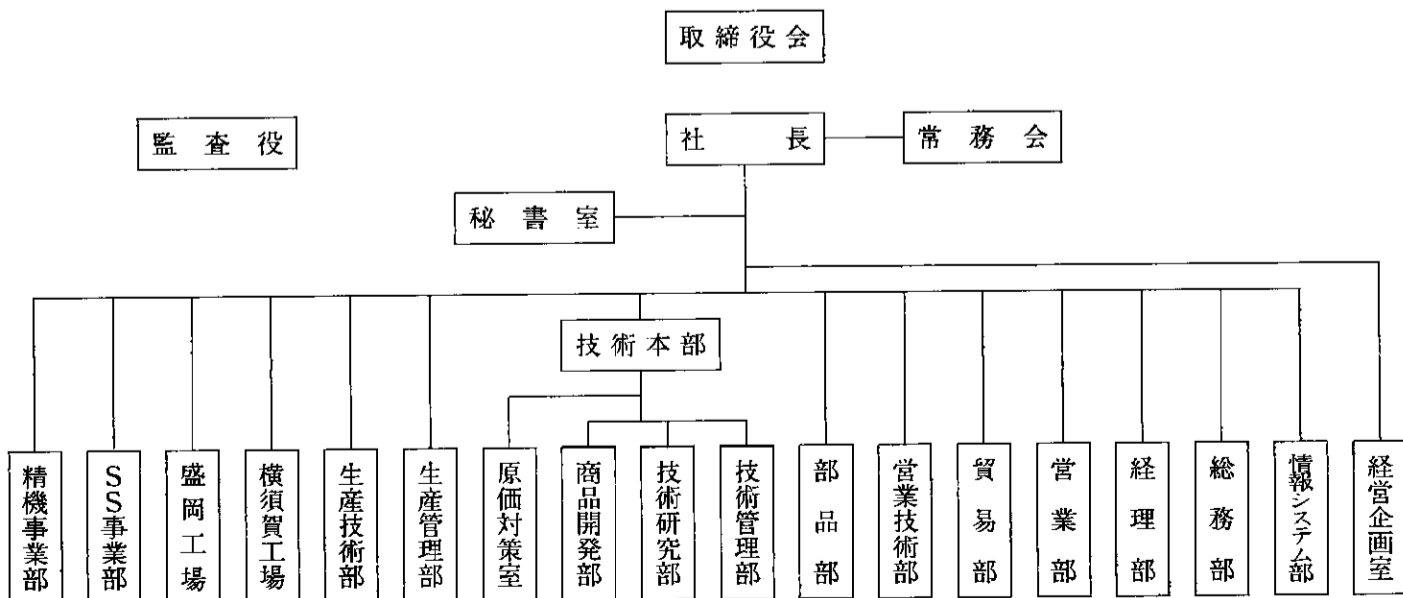 取締役会
監査役
社長
常務会
秘書室
技術本部
精機事業部
SS事業部
盛岡工場
横須賀工場
生産技術部
生産管理部
原価対策室
商品開発部
技術研究部
技術管理部
部品部
営業技術部
貿易部
営業部
経理部
総務部
情報システム部
経営企画室